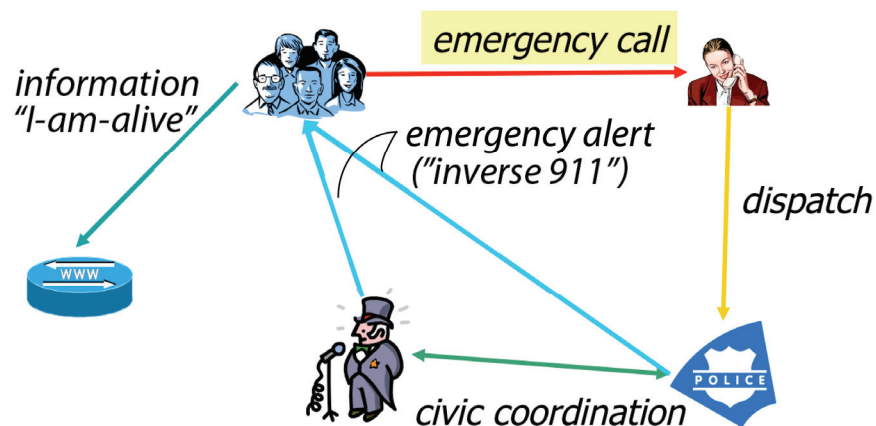 emergency call
information
“I-am-alive”
emergency alert
(”inverse 911”)
dispatch
WWW
POLICE
civic coordination